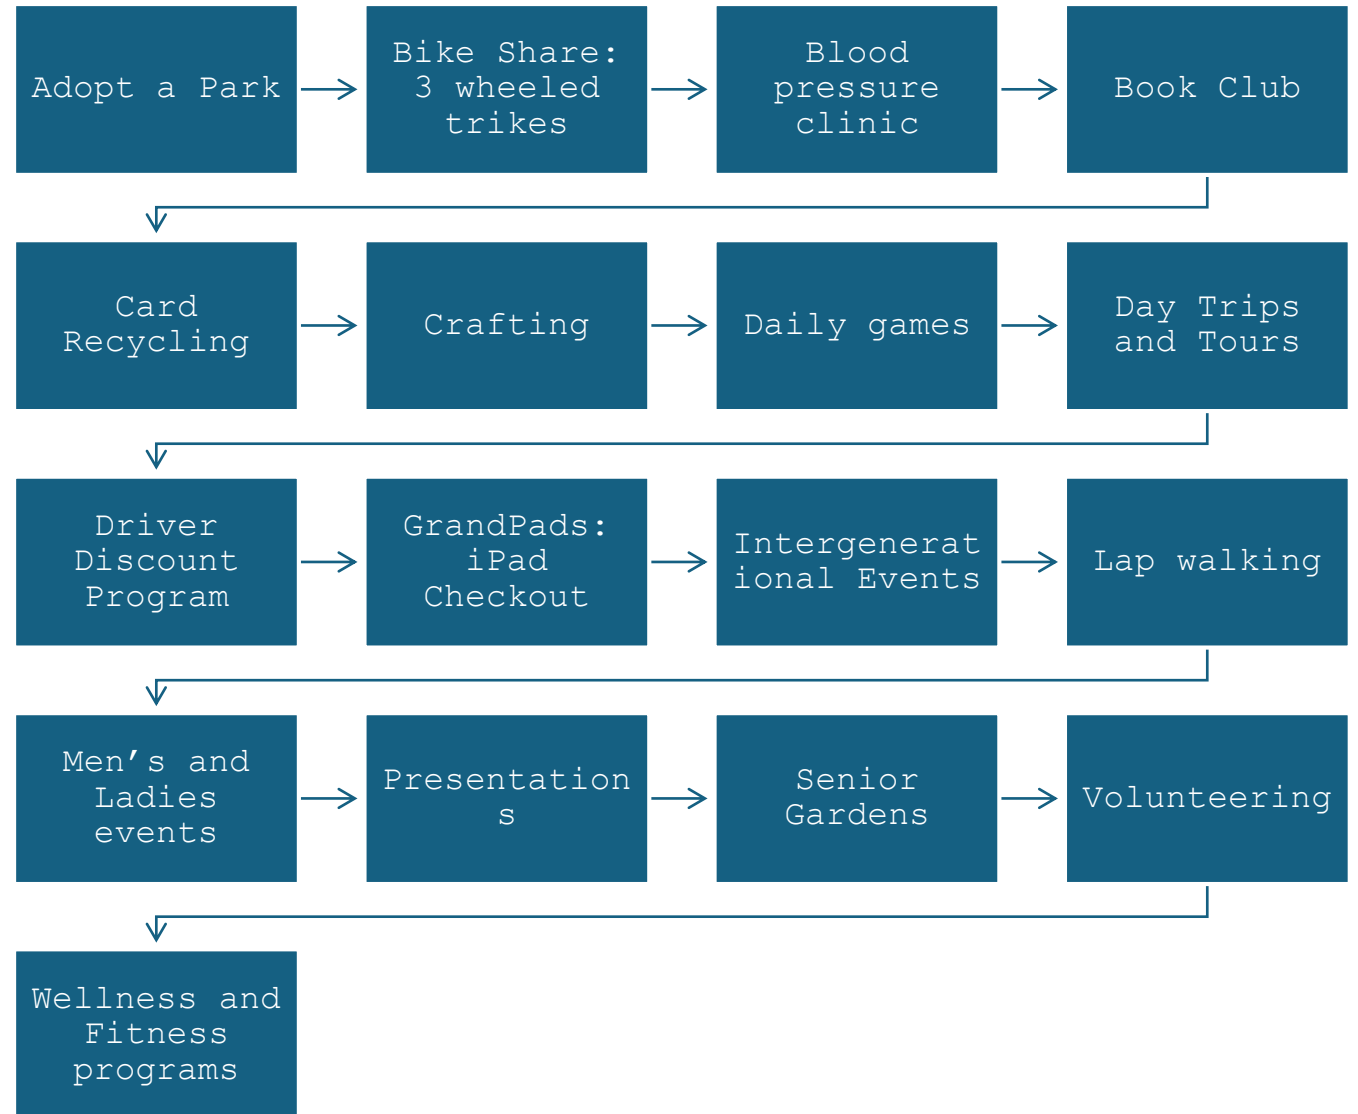 Adopt a Park
Bike Share:
3 wheeled
trikes
Blood
pressure
clinic
Book Club
Card
Recycling
Crafting
Daily games
Day Trips
and Tours
Driver
Discount
Program
GrandPads:
iPad
Checkout
Intergenerat
ional Events
Lap walking
Men’s and
Ladies
events
Presentation
s
Senior
Gardens
Volunteering
Wellness and
Fitness
programs